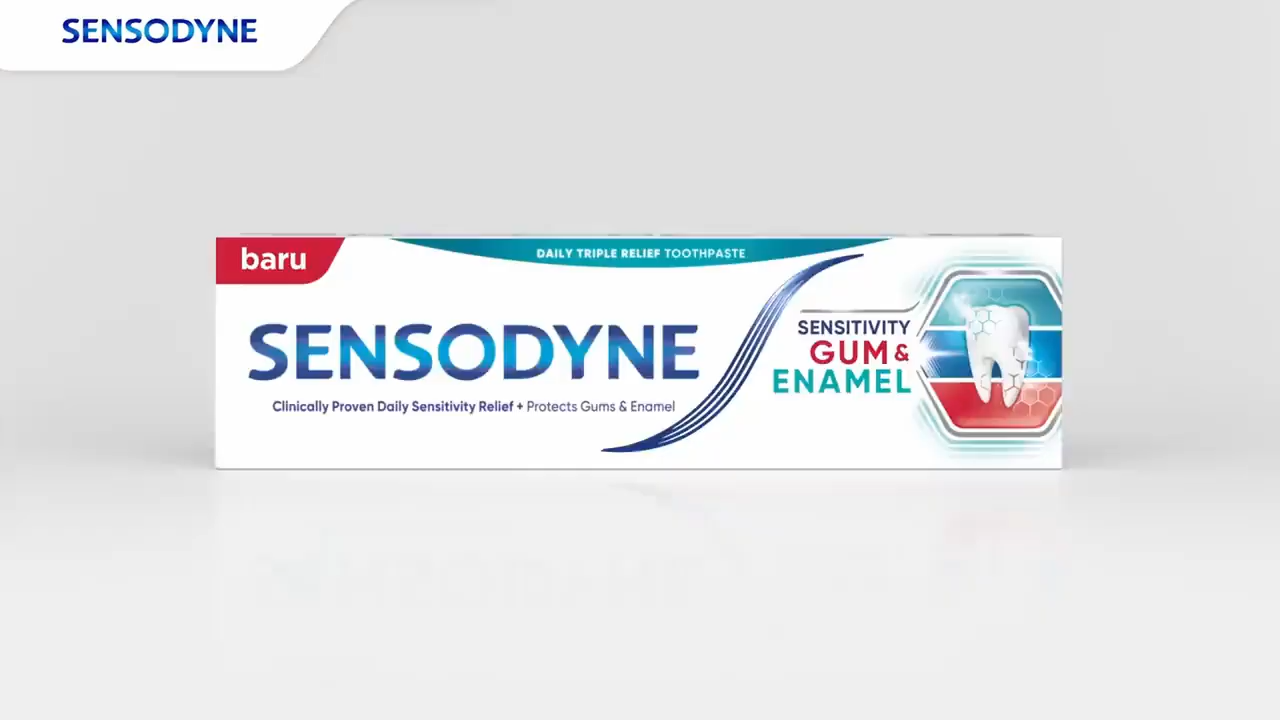 SENSODYNE
baru
DAILY TRIPLE RELIEF TOOTHPASTE
SENSODYNE
Clinically Proven Daily Sensitivity Relief + Protects Gums & Enamel
SENSITIVITY
GUM &
ENAMEL